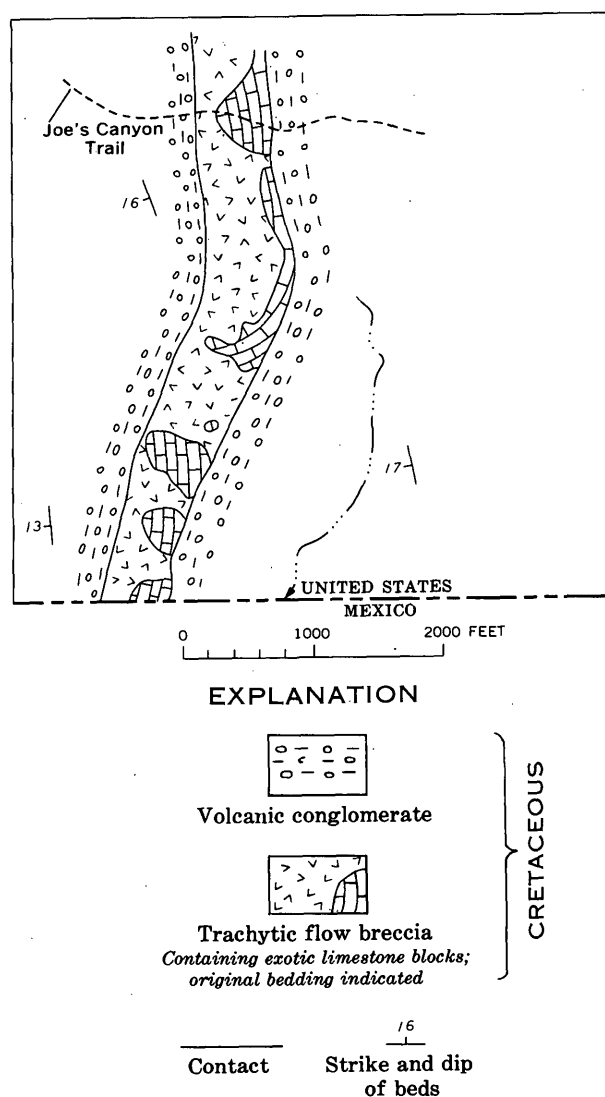 Joe's Canyon
Trail
16
17
13
UNITED STATES
MEXICO
0 1000 2000 FEET
EXPLANATION
Volcanic conglomerate
Trachytic flow breccia
Containing exotic limestone blocks;
original bedding indicated
CRETACEOUS
16
Contact Strike and dip
of beds